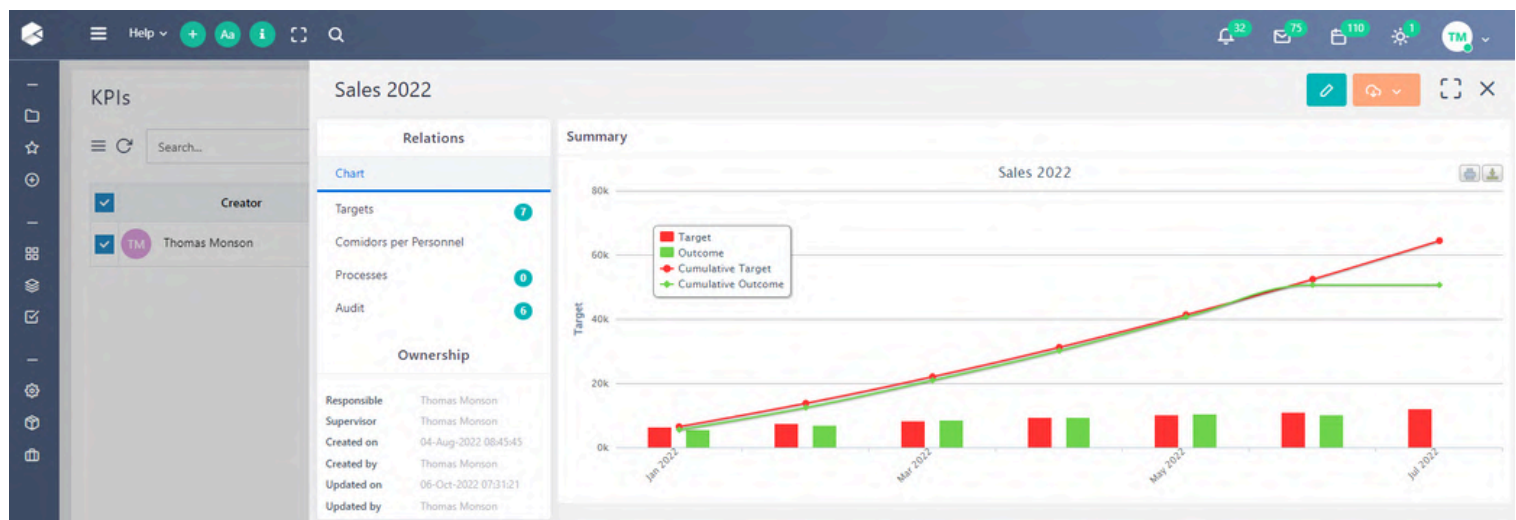 Help
Aa
i
32
75
110
1
TM
KPIs
Search...
Creator
TM
Thomas Monson
Sales 2022
Relations
Chart
Targets
7
Comidors per Personnel
Processes
0
Audit
6
Ownership
Responsible Thomas Monson
Supervisor Thomas Monson
Created on 04-Aug-2022 08:45:45
Created by Thomas Monson
Updated on 06-Oct-2022 07:31:21
Updated by Thomas Monson
Summary
Sales 2022
Target
Outcome
Cumulative Target
Cumulative Outcome
Target
80k
60k
40k
20k
0k
Jan 2022
Mar 2022
May 2022
Jul 2022